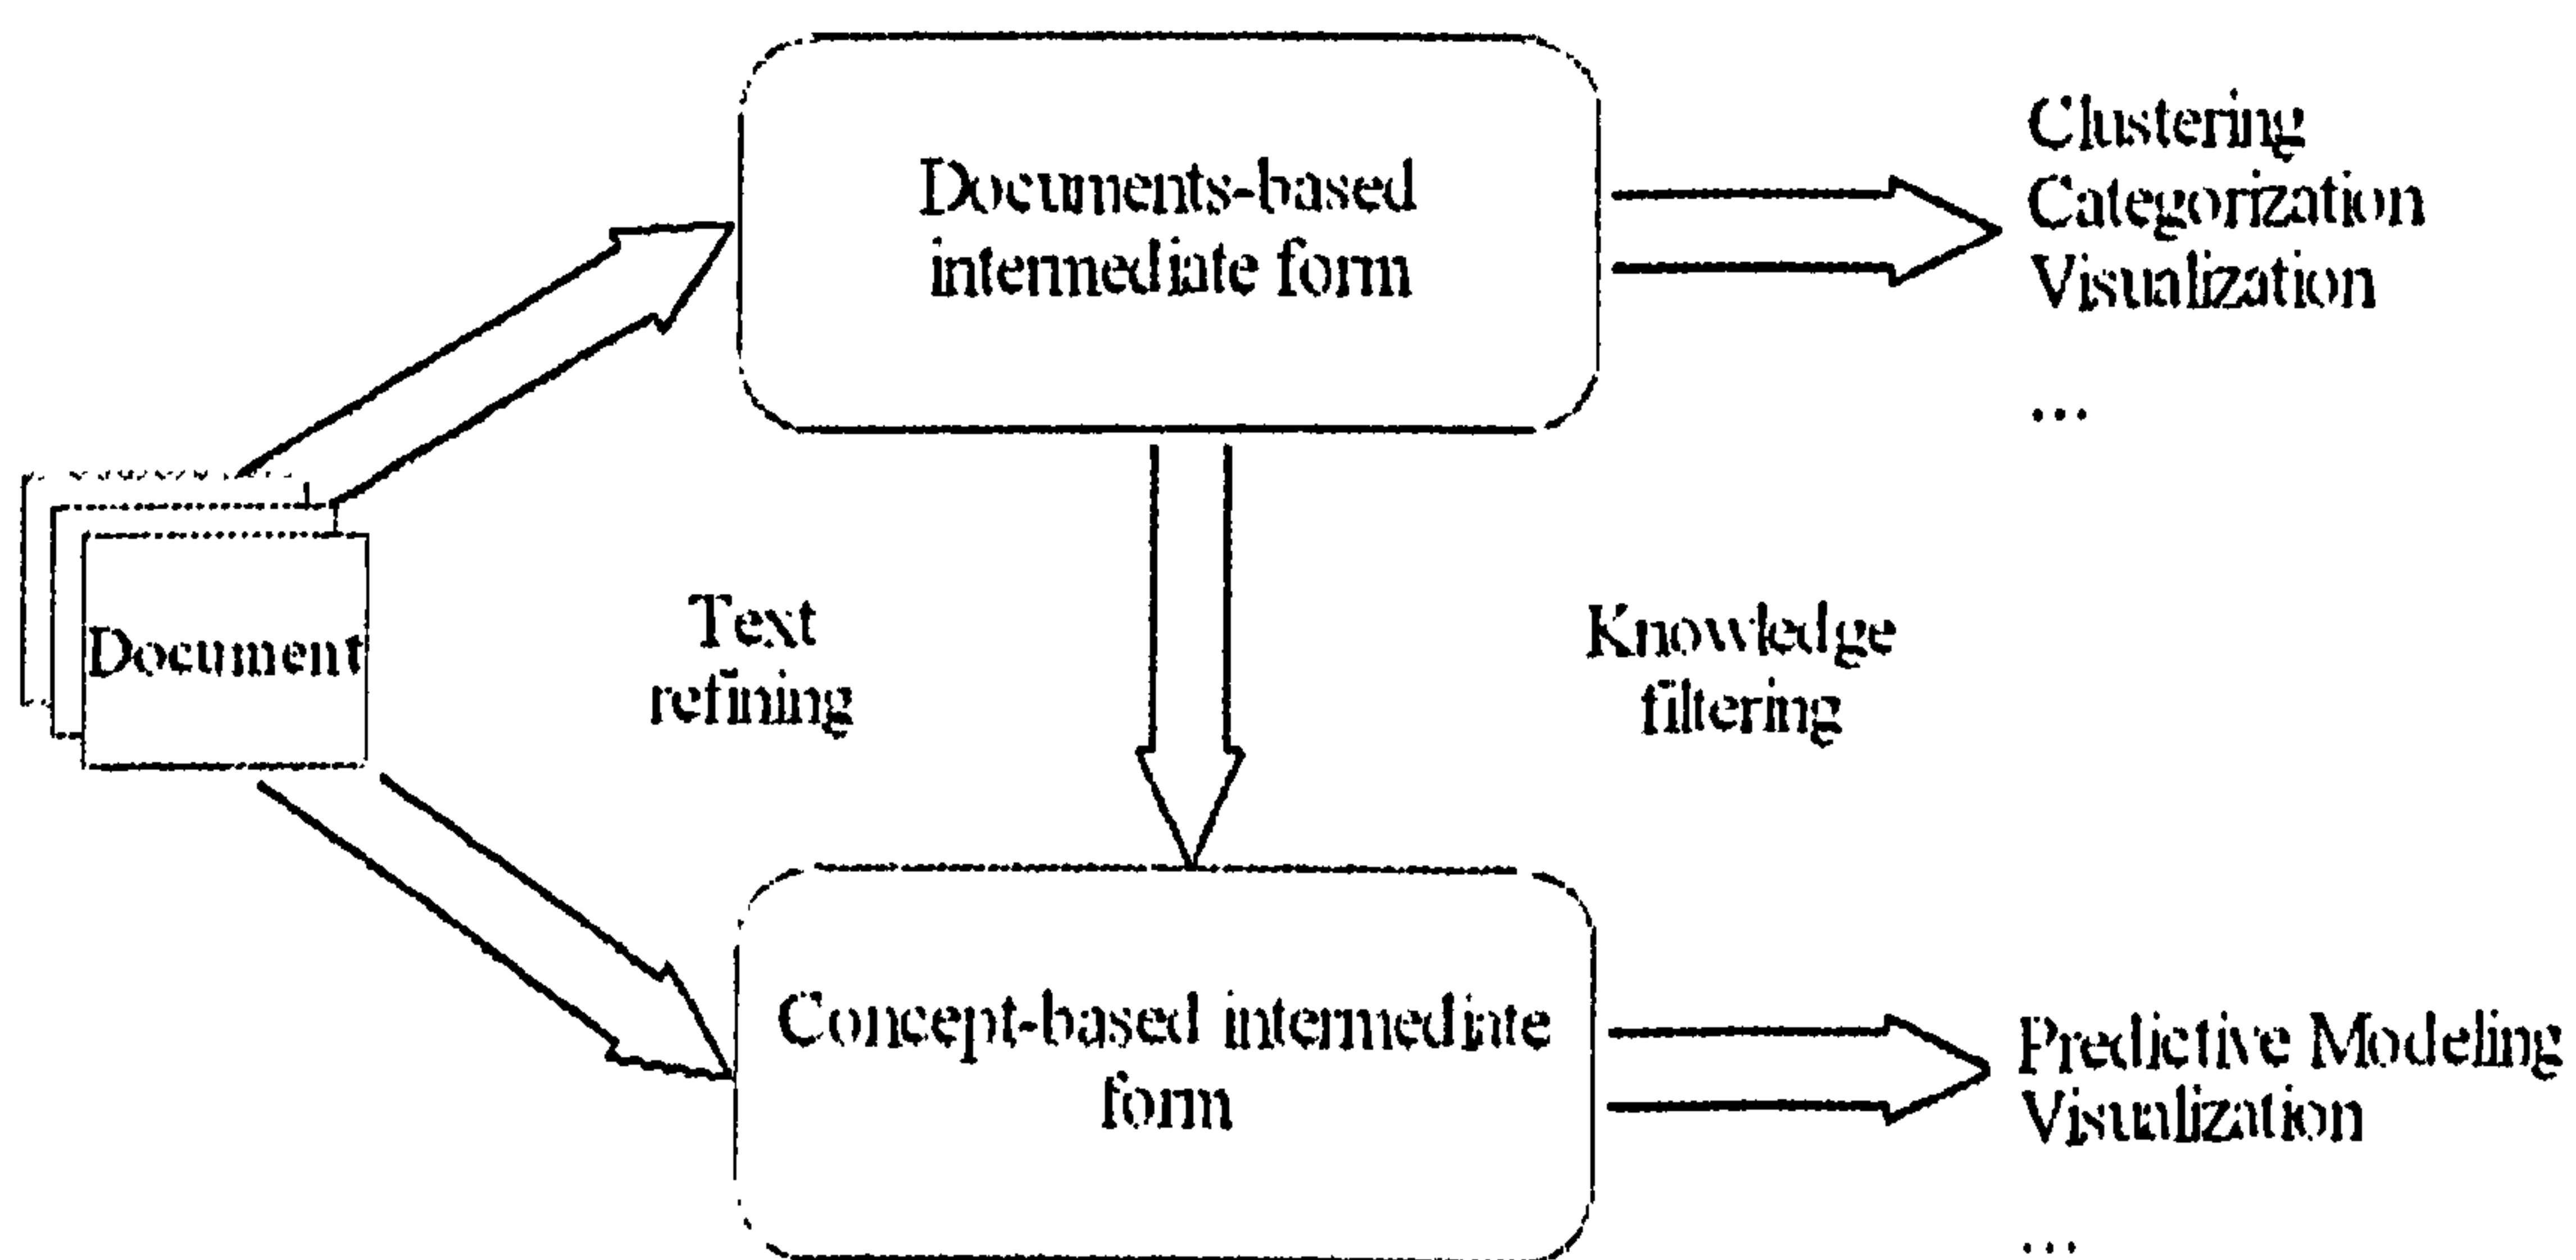 Documents-based
intermediate form
Clustering
Categorization
Visualization
...
Document
Text
refining
Knowledge
filtering
Concept-based intermediate
form
Predictive Modeling
Visualization
...